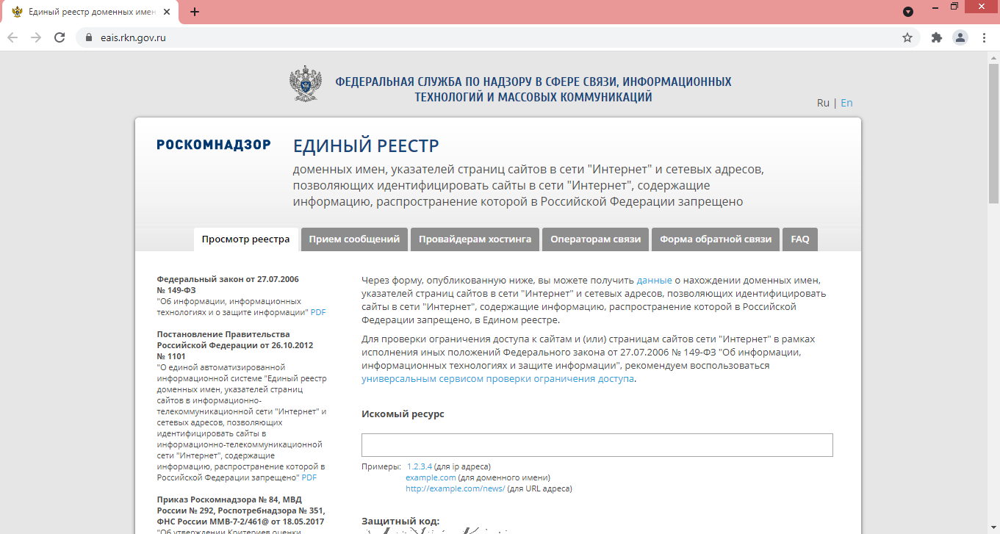 Единый реестр доменных имен
eais.rkn.gov.ru
ФЕДЕРАЛЬНАЯ СЛУЖБА ПО НАДЗОРУ В СФЕРЕ СВЯЗИ, ИНФОРМАЦИОННЫХ
ТЕХНОЛОГИЙ И МАССОВЫХ КОММУНИКАЦИЙ
Ru | En
РОСКОМНАДЗОР
ЕДИНЫЙ РЕЕСТР
доменных имен, указателей страниц сайтов в сети "Интернет" и сетевых адресов,
позволяющих идентифицировать сайты в сети "Интернет", содержащие
информацию, распространение которой в Российской Федерации запрещено
Просмотр реестра
Прием сообщений
Провайдерам хостинга
Операторам связи
Форма обратной связи
FAQ
Федеральный закон от 27.07.2006
№ 149-ФЗ
"Об информации, информационных
технологиях и о защите информации" PDF
Постановление Правительства
Российской Федерации от 26.10.2012
№ 1101
"О единой автоматизированной
информационной системе "Единый реестр
доменных имен, указателей страниц
сайтов в информационно-
телекоммуникационной сети "Интернет" и
сетевых адресов, позволяющих
идентифицировать сайты в
информационно-телекоммуникационной
сети "Интернет", содержащие
информацию, распространение которой в
Российской Федерации запрещено" PDF
Приказ Роскомнадзора № 84, МВД
России № 292, Роспотребнадзора № 351,
ФНС России ММВ-7-2/461@ от 18.05.2017
"Об утверждении Критериев оценки
Через форму, опубликованную ниже, вы можете получить данные о нахождении доменных имен,
указателей страниц сайтов в сети "Интернет" и сетевых адресов, позволяющих идентифицировать
сайты в сети "Интернет", содержащие информацию, распространение которой в Российской
Федерации запрещено, в Едином реестре.
Для проверки ограничения доступа к сайтам и (или) страницам сайтов сети "Интернет" в рамках
исполнения иных положений Федерального закона от 27.07.2006 № 149-ФЗ "Об информации,
информационных технологиях и защите информации", рекомендуем воспользоваться
универсальным сервисом проверки ограничения доступа.
Искомый ресурс
Примеры: 1.2.3.4 (для ip адреса)
example.com (для доменного имени)
http://example.com/news/ (для URL адреса)
Защитный код: